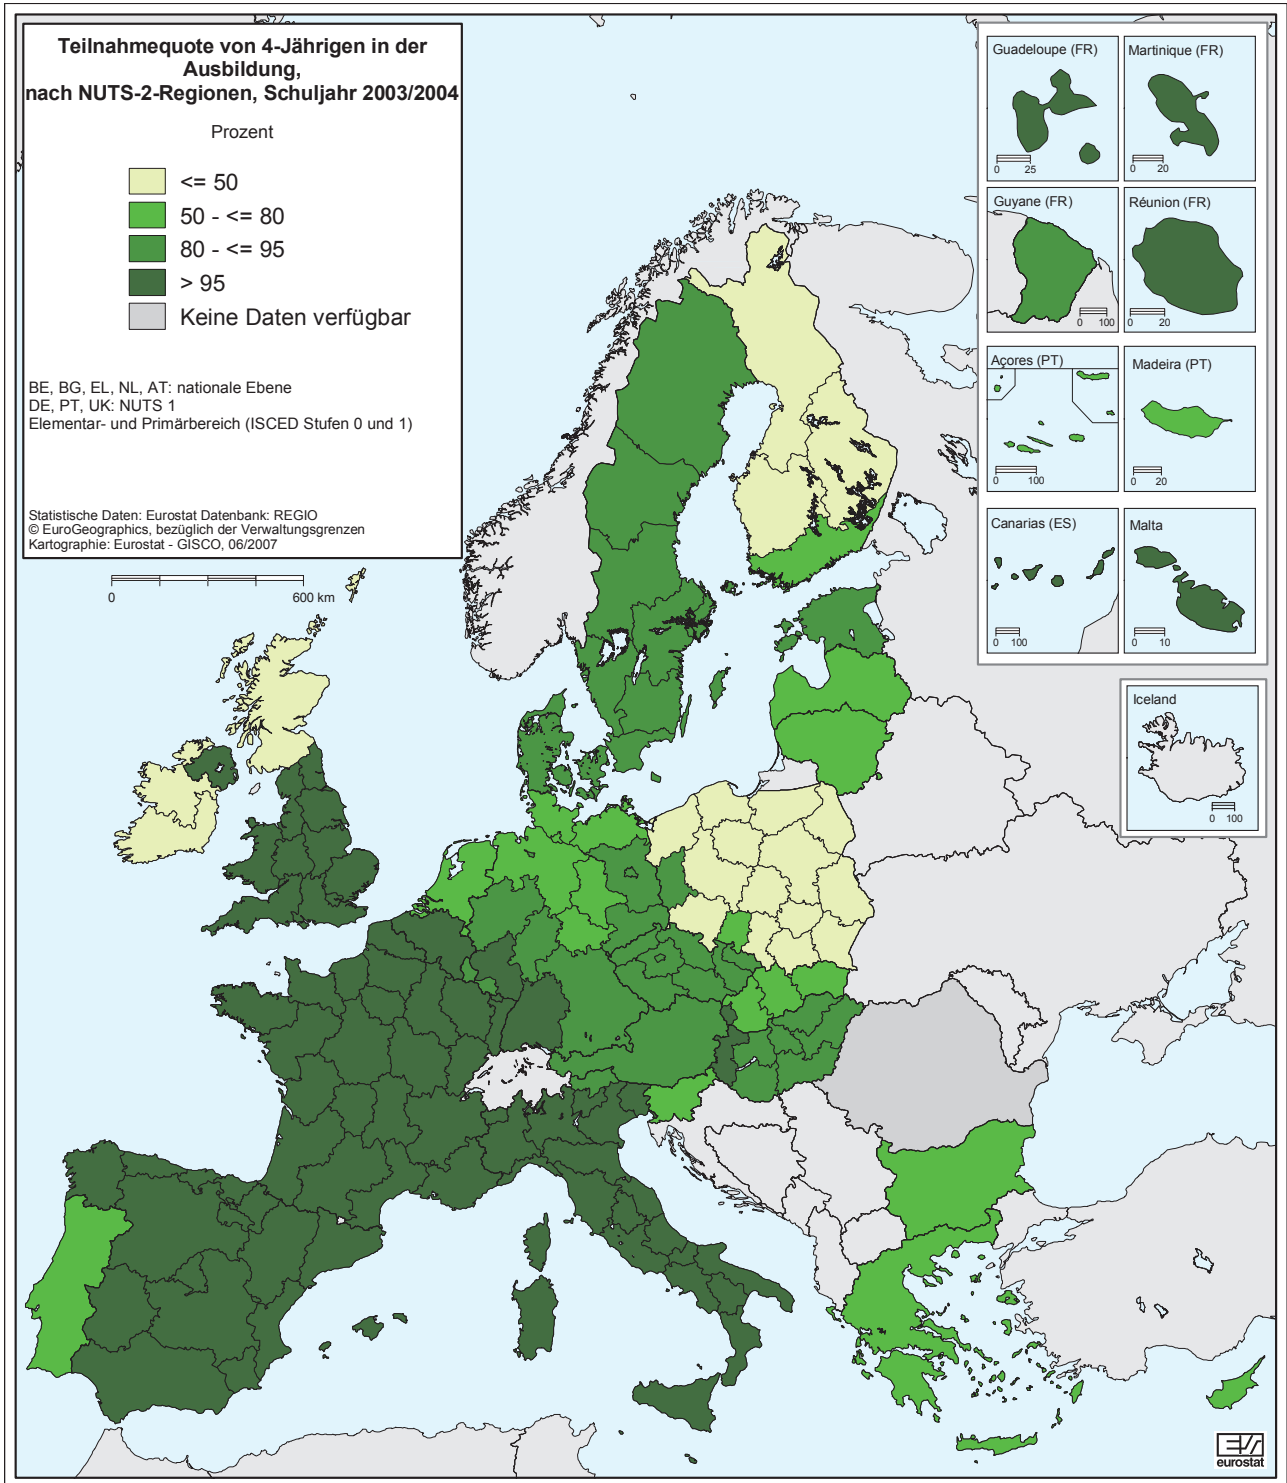 Teilnahmequote von 4-Jährigen in der
Ausbildung,
nach NUTS-2-Regionen, Schuljahr 2003/2004
Prozent
<= 50
50 - <= 80
80 - <= 95
> 95
Keine Daten verfügbar
BE, BG, EL, NL, AT: nationale Ebene
DE, PT, UK: NUTS 1
Elementar- und Primärbereich (ISCED Stufen 0 und 1)
Statistische Daten: Eurostat Datenbank: REGIO
© EuroGeographics, bezüglich der Verwaltungsgrenzen
Kartographie: Eurostat - GISCO, 06/2007
0 600 km
Guadeloupe (FR)
0 25
Martinique (FR)
0 20
Guyane (FR)
0 100
Réunion (FR)
0 20
Açores (PT)
0 100
Madeira (PT)
0 20
Canarias (ES)
0 100
Malta
0 10
Iceland
0 100
eurostat